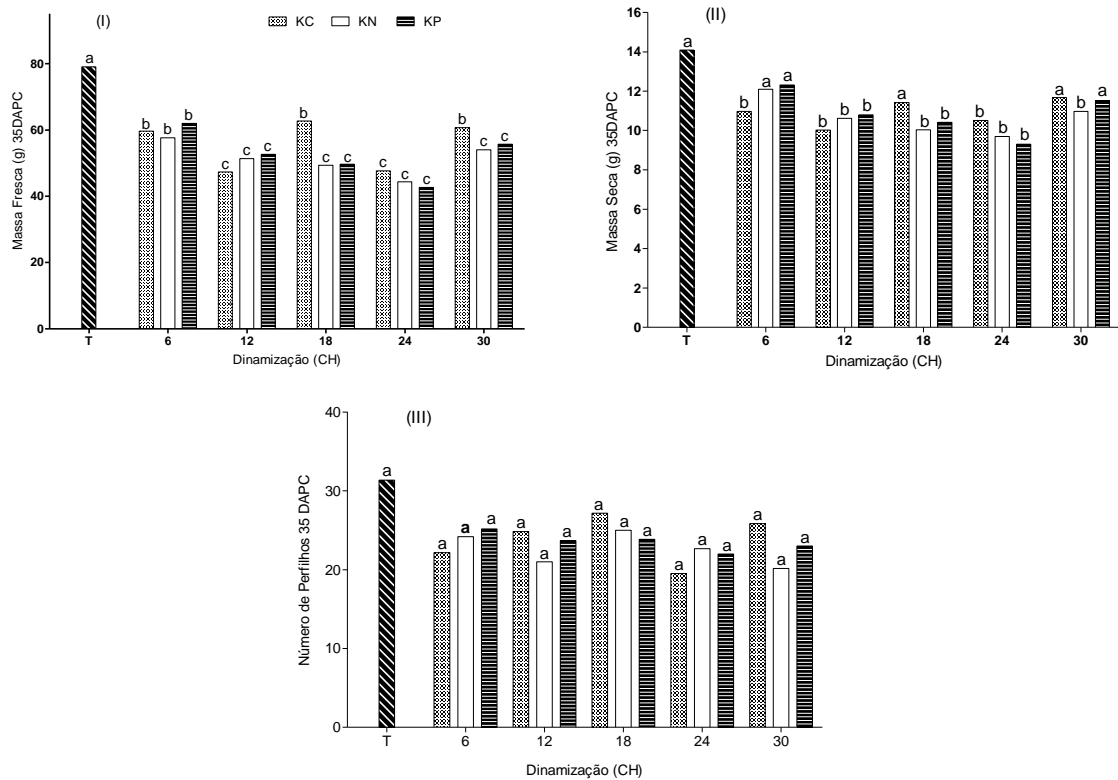 (I)
KC KN KP
Massa Fresca (g) 35DAPC
80
60
40
20
0
a
b b b
c c c
b c c
c c c
b c c
T 6 12 18 24 30
Dinamização (CH)
(II)
Massa Seca (g) 35DAPC
16
14
12
10
8
6
4
2
0
a
b a a
b b b
a b b
b b b
a b a
T 6 12 18 24 30
Dinamização (CH)
(III)
Número de Perfilhos 35 DAPC
40
30
20
10
0
a
a a a
a a a
a a a
a a a
a a a
T 6 12 18 24 30
Dinamização (CH)